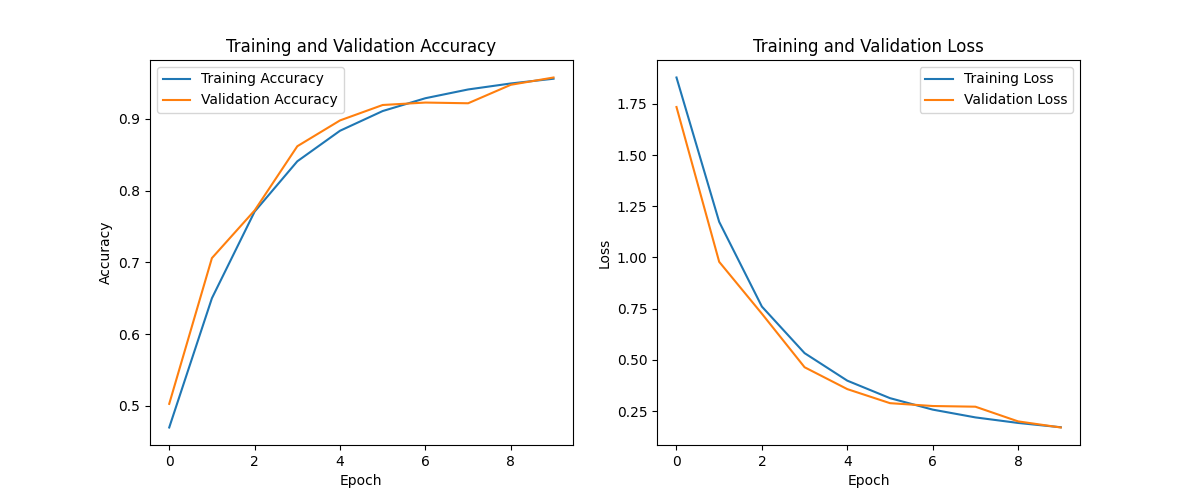 Training and Validation Accuracy
Training Accuracy
Validation Accuracy
0.9
0.8
0.7
0.6
0.5
Accuracy
0 2 4 6 8
Epoch
Training and Validation Loss
Training Loss
Validation Loss
1.75
1.50
1.25
1.00
0.75
0.50
0.25
Loss
0 2 4 6 8
Epoch